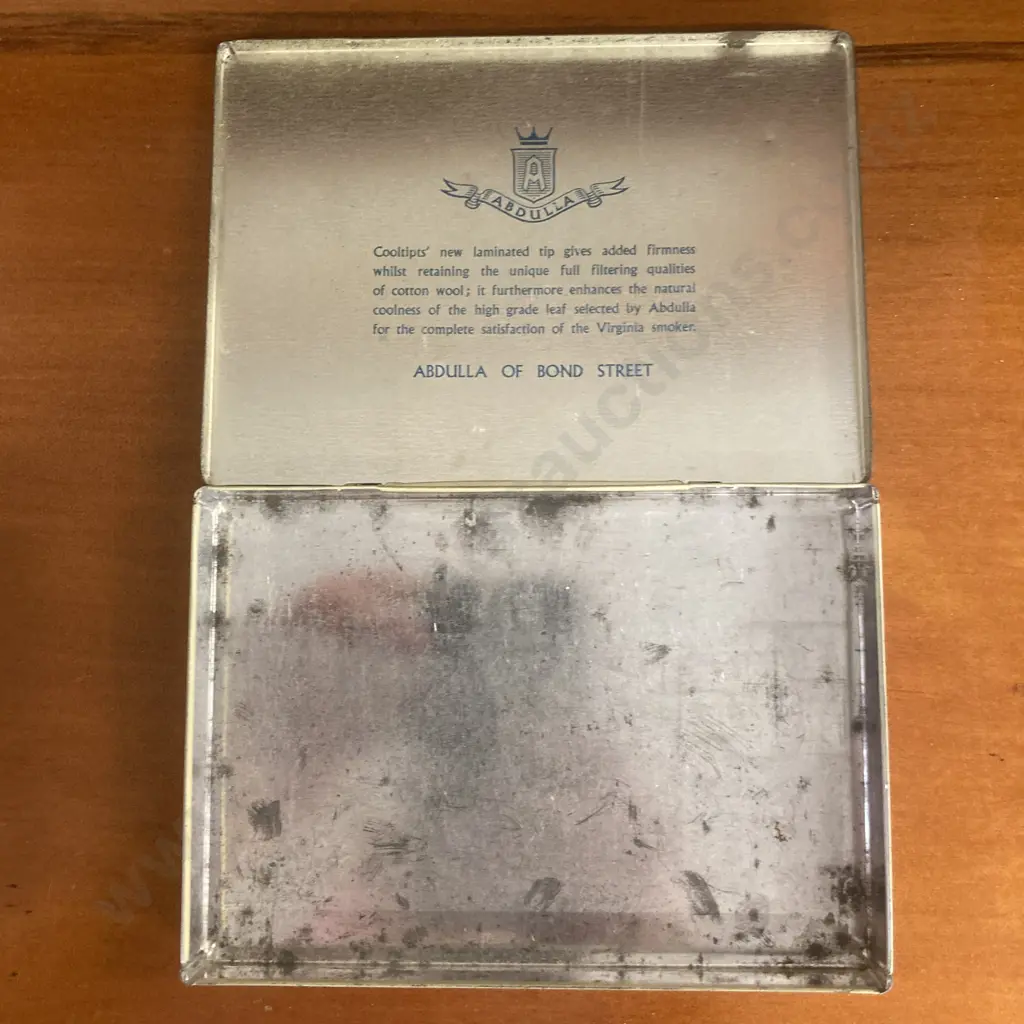 A
ABDULLA
Cooltipts' new laminated tip gives added firmness
whilst retaining the unique full filtering qualities
of cotton wool; it furthermore enhances the natural
coolness of the high grade leaf selected by Abdulla
for the complete satisfaction of the Virginia smoker.
ABDULLA OF BOND STREET